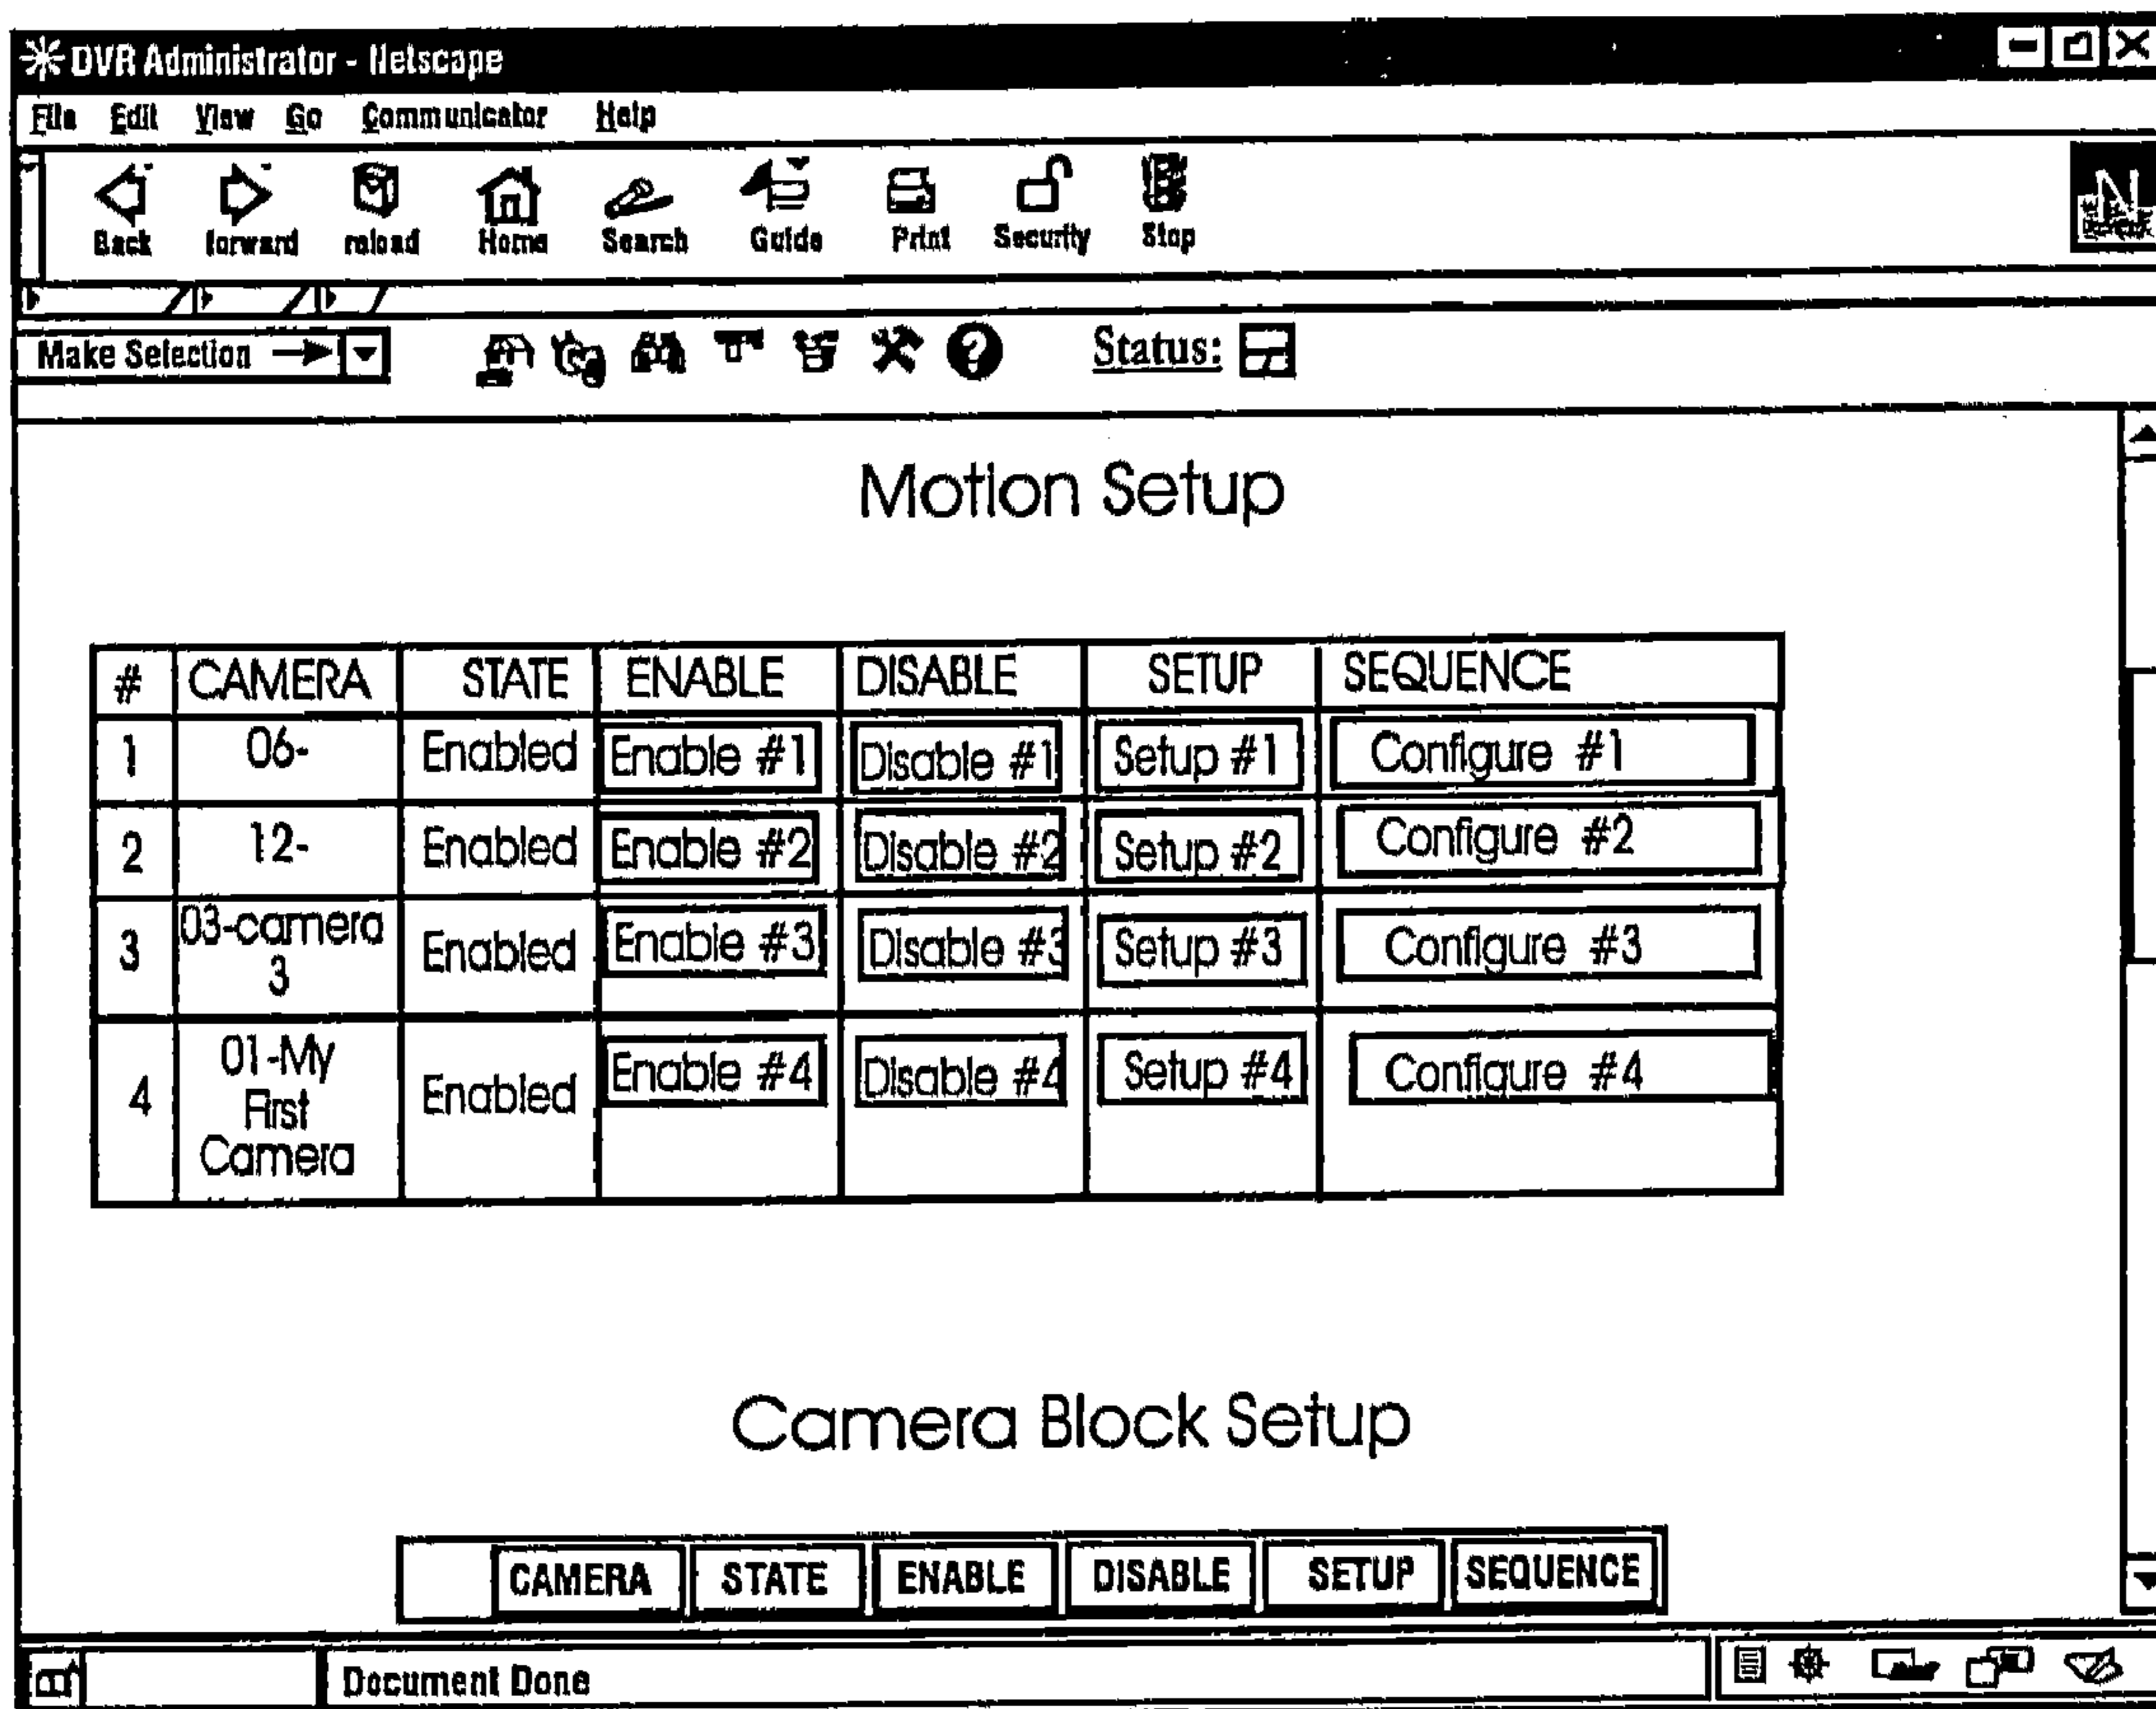 DVR Administrator - Netscape
File Edit View Go Communicator Help
Back forward reload Home Search Guide Print Security Stop
N
Make Selection Status:
Motion Setup
# CAMERA STATE ENABLE DISABLE SETUP SEQUENCE
1 06- Enabled Enable #1 Disable #1 Setup #1 Configure #1
2 12- Enabled Enable #2 Disable #2 Setup #2 Configure #2
3 03-camera 3 Enabled Enable #3 Disable #3 Setup #3 Configure #3
4 01-My First Camera Enabled Enable #4 Disable #4 Setup #4 Configure #4
Camera Block Setup
CAMERA STATE ENABLE DISABLE SETUP SEQUENCE
Document Done